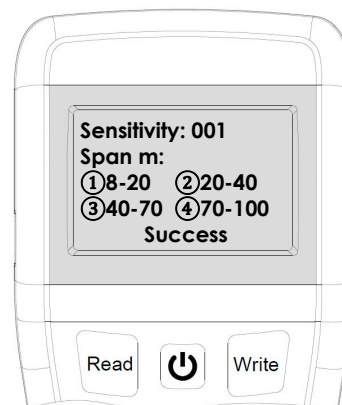 Sensitivity: 001
Span m:
①8-20 ②20-40
③40-70 ④70-100
Success
Read Write